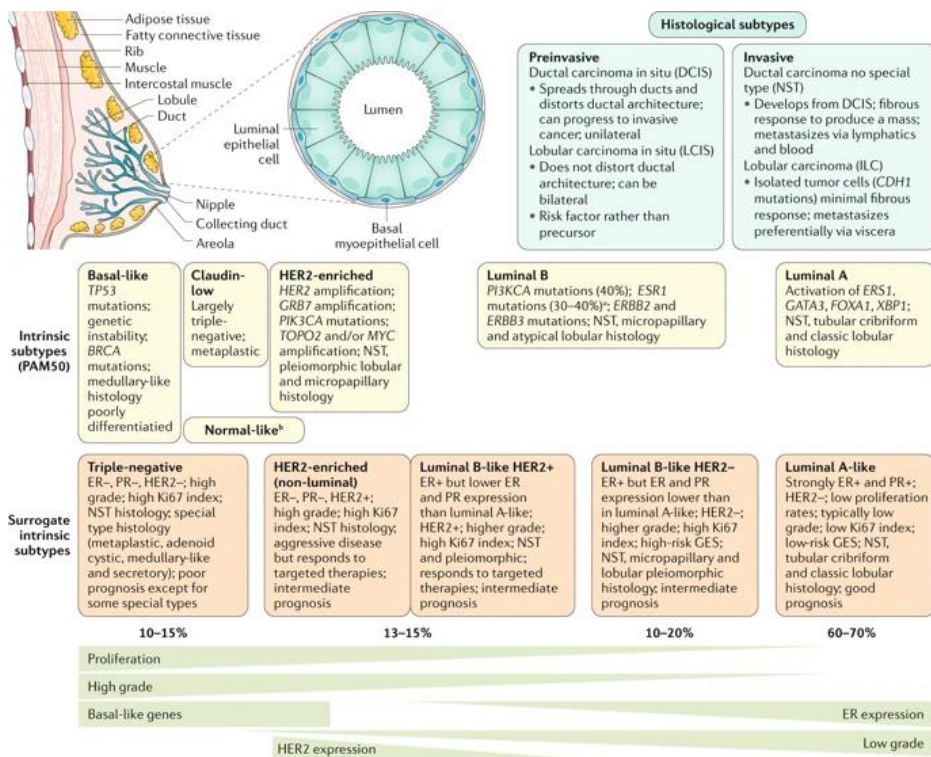 Adipose tissue
Fatty connective tissue
Rib
Muscle
Intercostal muscle
Lobule
Duct
Nipple
Collecting duct
Areola
Lumen
Luminal
epithelial
cell
Basal
myoepithelial cell
Histological subtypes
Preinvasive
Ductal carcinoma in situ (DCIS)
• Spreads through ducts and
distorts ductal architecture;
can progress to invasive
cancer; unilateral
Lobular carcinoma in situ (LCIS)
• Does not distort ductal
architecture; can be
bilateral
• Risk factor rather than
precursor
Invasive
Ductal carcinoma no special
type (NST)
• Develops from DCIS; fibrous
response to produce a mass;
metastasizes via lymphatics
and blood
Lobular carcinoma (ILC)
• Isolated tumor cells (CDH1
mutations) minimal fibrous
response; metastasizes
preferentially via viscera
Intrinsic
subtypes
(PAM50)
Basal-like
TP53
mutations;
genetic
instability;
BRCA
mutations;
medullary-like
histology
poorly
differentiatied
Claudin-
low
Largely
triple-
negative;
metaplastic
HER2-enriched
HER2 amplification;
GRB7 amplification;
PIK3CA mutations;
TOPO2 and/or MYC
amplification; NST,
pleiomorphic lobular
and micropapillary
histology
Normal-likeᵇ
Luminal B
PI3KCA mutations (40%); ESR1
mutations (30–40%)ᵃ; ERBB2 and
ERBB3 mutations; NST, micropapillary
and atypical lobular histology
Luminal A
Activation of ERS1,
GATA3, FOXA1, XBP1;
NST, tubular cribriform
and classic lobular
histology
Surrogate
intrinsic
subtypes
Triple-negative
ER–, PR–, HER2–; high
grade; high Ki67 index;
NST histology; special
type histology
(metaplastic, adenoid
cystic, medullary-like
and secretory); poor
prognosis except for
some special types
HER2-enriched
(non-luminal)
ER–, PR–, HER2+;
high grade; high Ki67
index; NST histology;
aggressive disease
but responds to
targeted therapies;
intermediate
prognosis
Luminal B-like HER2+
ER+ but lower ER
and PR expression
than luminal A-like;
HER2+; higher grade;
high Ki67 index; NST
and pleiomorphic;
responds to targeted
therapies; intermediate
prognosis
Luminal B-like HER2–
ER+ but ER and PR
expression lower than
in luminal A-like; HER2–;
higher grade; high Ki67
index; high-risk GES;
NST, micropapillary and
lobular pleiomorphic
histology; intermediate
prognosis
Luminal A-like
Strongly ER+ and PR+;
HER2–; low proliferation
rates; typically low
grade; low Ki67 index;
low-risk GES; NST,
tubular cribriform
and classic lobular
histology; good
prognosis
10–15%
13–15%
10–20%
60–70%
Proliferation
High grade
Basal-like genes
ER expression
Low grade
HER2 expression